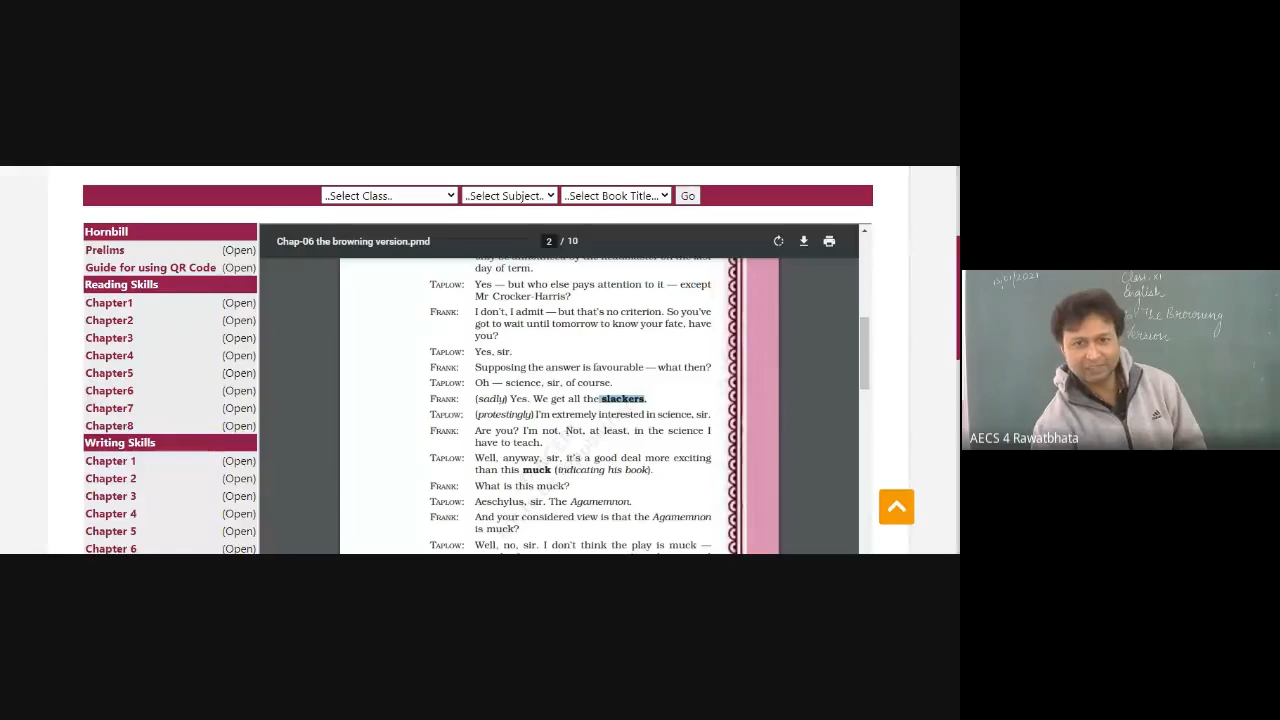 ..Select Class.. ..Select Subject.. ..Select Book Title... Go
Hornbill
Prelims (Open)
Guide for using QR Code (Open)
Reading Skills
Chapter1 (Open)
Chapter2 (Open)
Chapter3 (Open)
Chapter4 (Open)
Chapter5 (Open)
Chapter6 (Open)
Chapter7 (Open)
Chapter8 (Open)
Writing Skills
Chapter 1 (Open)
Chapter 2 (Open)
Chapter 3 (Open)
Chapter 4 (Open)
Chapter 5 (Open)
Chapter 6 (Open)
Chap-06 the browning version.pmd 2 / 10
only be announced by the headmaster on the last
day of term.
TAPLOW: Yes — but who else pays attention to it — except
Mr Crocker-Harris?
FRANK: I don't, I admit — but that's no criterion. So you've
got to wait until tomorrow to know your fate, have
you?
TAPLOW: Yes, sir.
FRANK: Supposing the answer is favourable — what then?
TAPLOW: Oh — science, sir, of course.
FRANK: (sadly) Yes. We get all the slackers.
TAPLOW: (protestingly) I'm extremely interested in science, sir.
FRANK: Are you? I'm not. Not, at least, in the science I
have to teach.
TAPLOW: Well, anyway, sir, it's a good deal more exciting
than this muck (indicating his book).
FRANK: What is this muck?
TAPLOW: Aeschylus, sir. The Agamemnon.
FRANK: And your considered view is that the Agamemnon
is muck?
TAPLOW: Well, no, sir. I don't think the play is muck —
Class. XI
English
The Browning
Version
AECS 4 Rawatbhata